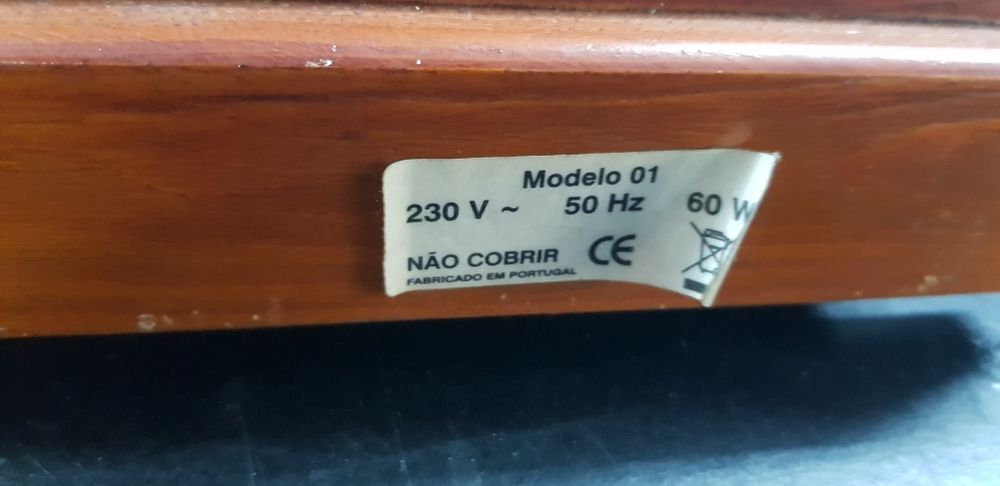 Modelo 01
230 V ~ 50 Hz 60 W
NÃO COBRIR CE
FABRICADO EM PORTUGAL